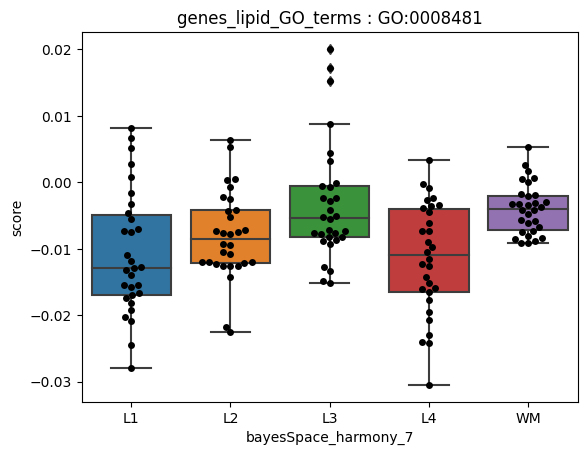 genes_lipid_GO_terms : GO:0008481
0.02
0.01
0.00
−0.01
−0.02
−0.03
score
L1 L2 L3 L4 WM
bayesSpace_harmony_7